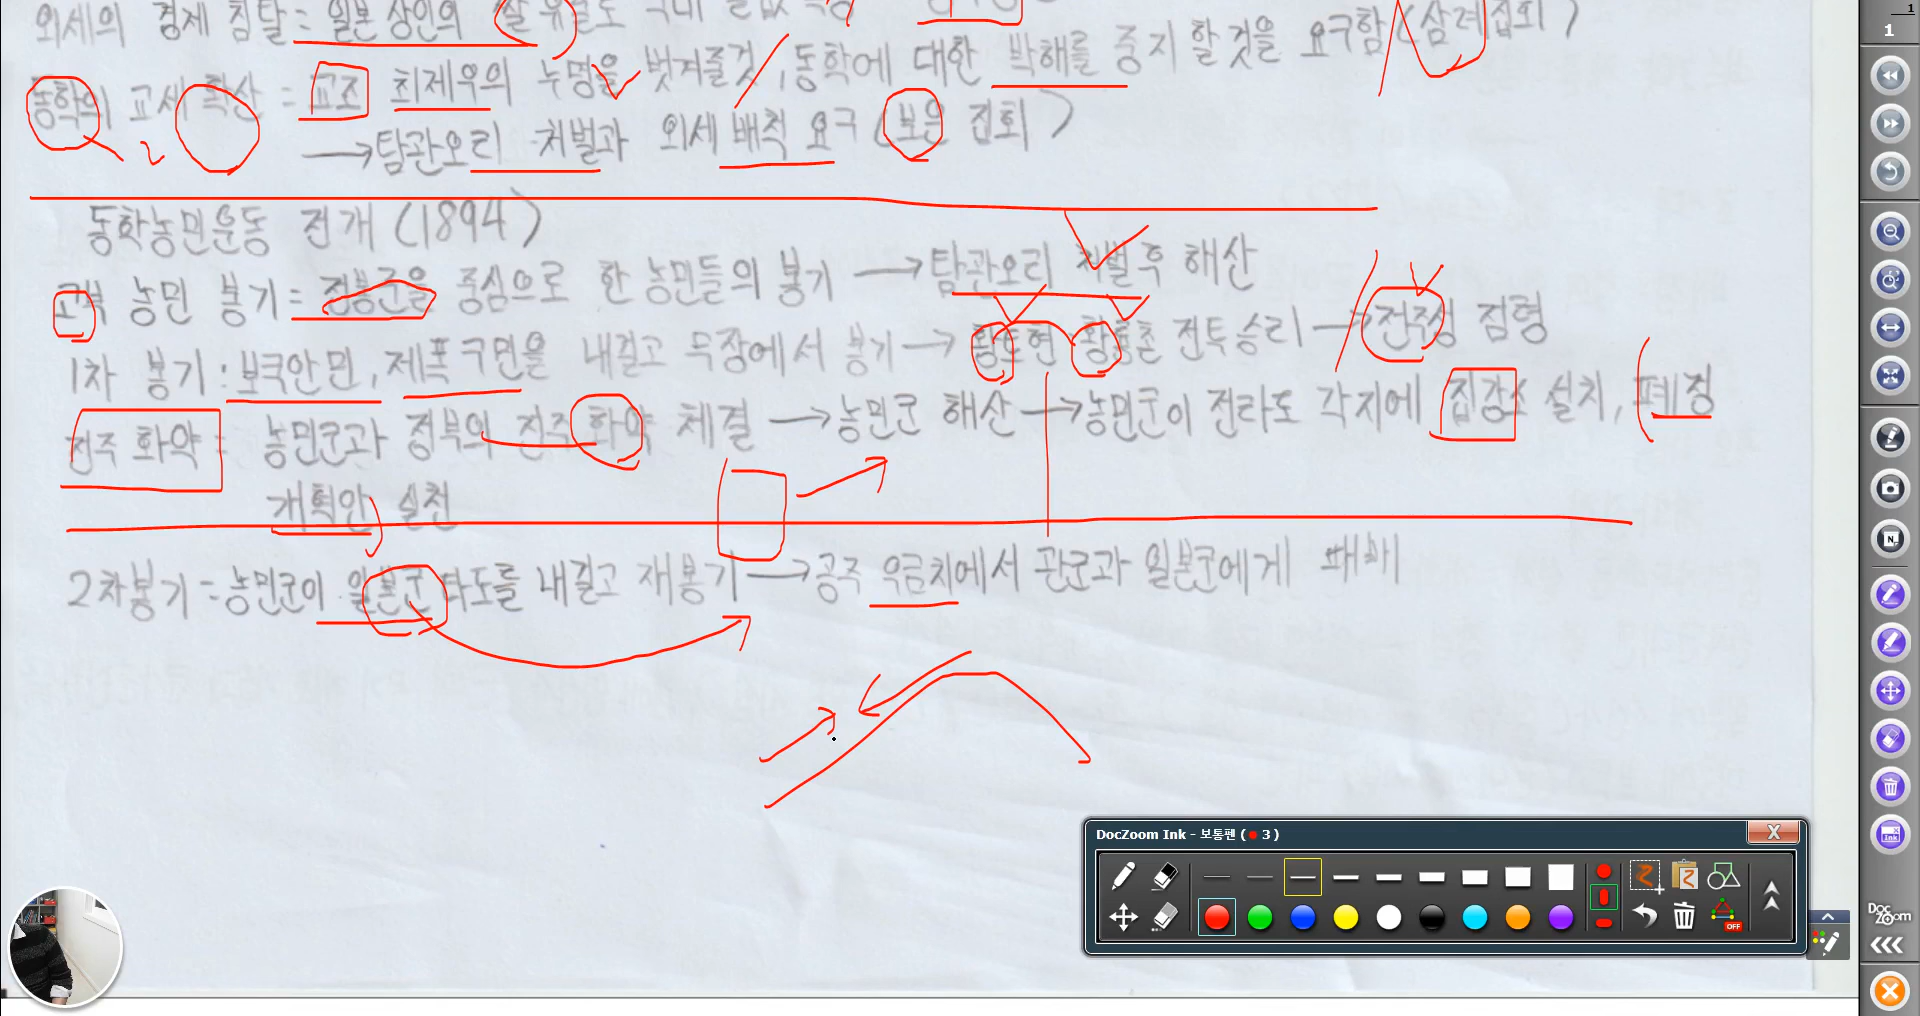 외세의 경제 침탈 = 일본 상인의 쌀 유출로 국내
동학의 교세 확산 = 교조 최제우의 누명을 벗겨줄것, 동학에 대한 박해를 중지 할것을 요구함 (삼례집회)
→탐관오리 처벌과 외세 배척 요구 (보은 집회)
동학농민운동 전개 (1894)
고부 농민 봉기 = 전봉준을 중심으로 한 농민들의 봉기 → 탐관오리 처벌 후 해산
1차 봉기 : 보국안민, 제폭구민을 내걸고 무장에서 봉기 → 황토현 황룡촌 전투승리 → 전주성 점령
전주 화약 = 농민군과 정부의 전주 화약 체결 → 농민군 해산 → 농민군이 전라도 각지에 집강소 설치, 폐정
개혁안 실천
2차봉기 = 농민군이 일본군 타도를 내걸고 재봉기 → 공주 우금치에서 관군과 일본군에게 패배
1
1
DocZoom Ink - 보통펜 ( 3 )
X
OFF
N
Ink
Doc Zoom